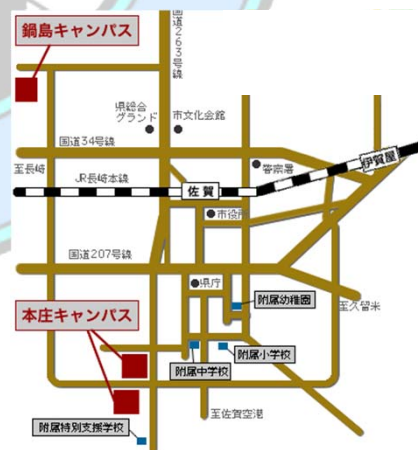 鍋島キャンパス
国道263号線
県総合
グランド
市文化会館
国道34号線
至長崎
JR長崎本線
佐賀
警察署
伊賀屋
市役所
国道207号線
県庁
附属幼稚園
至久留米
本庄キャンパス
附属小学校
附属中学校
至佐賀空港
附属特別支援学校